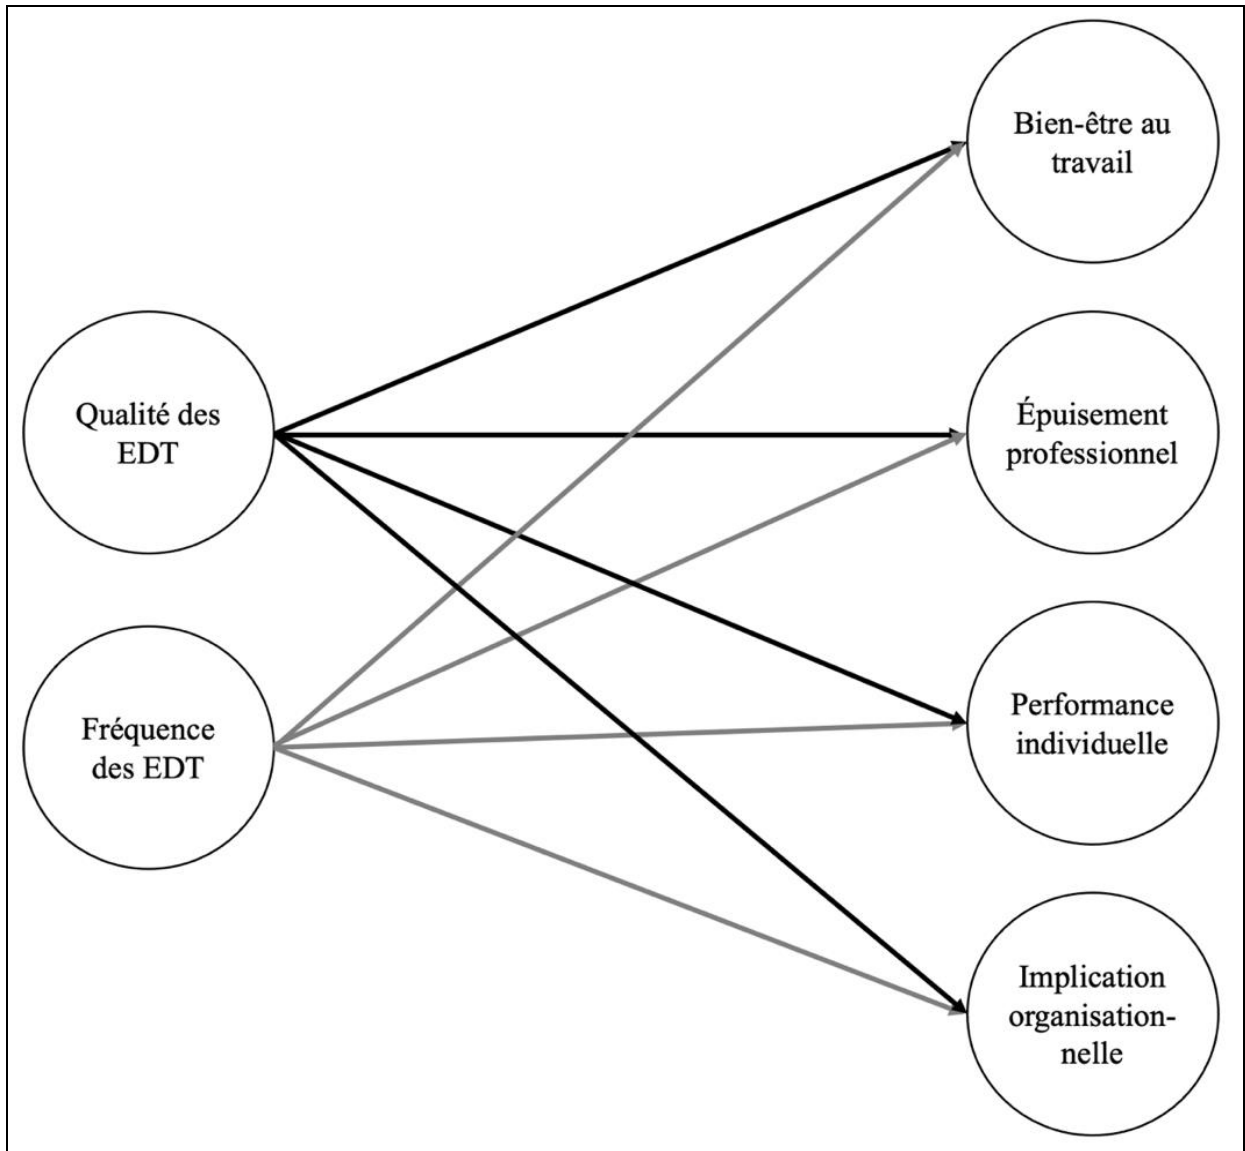 Bien-être au
travail
Qualité des
EDT
Épuisement
professionnel
Fréquence
des EDT
Performance
individuelle
Implication
organisation-
nelle